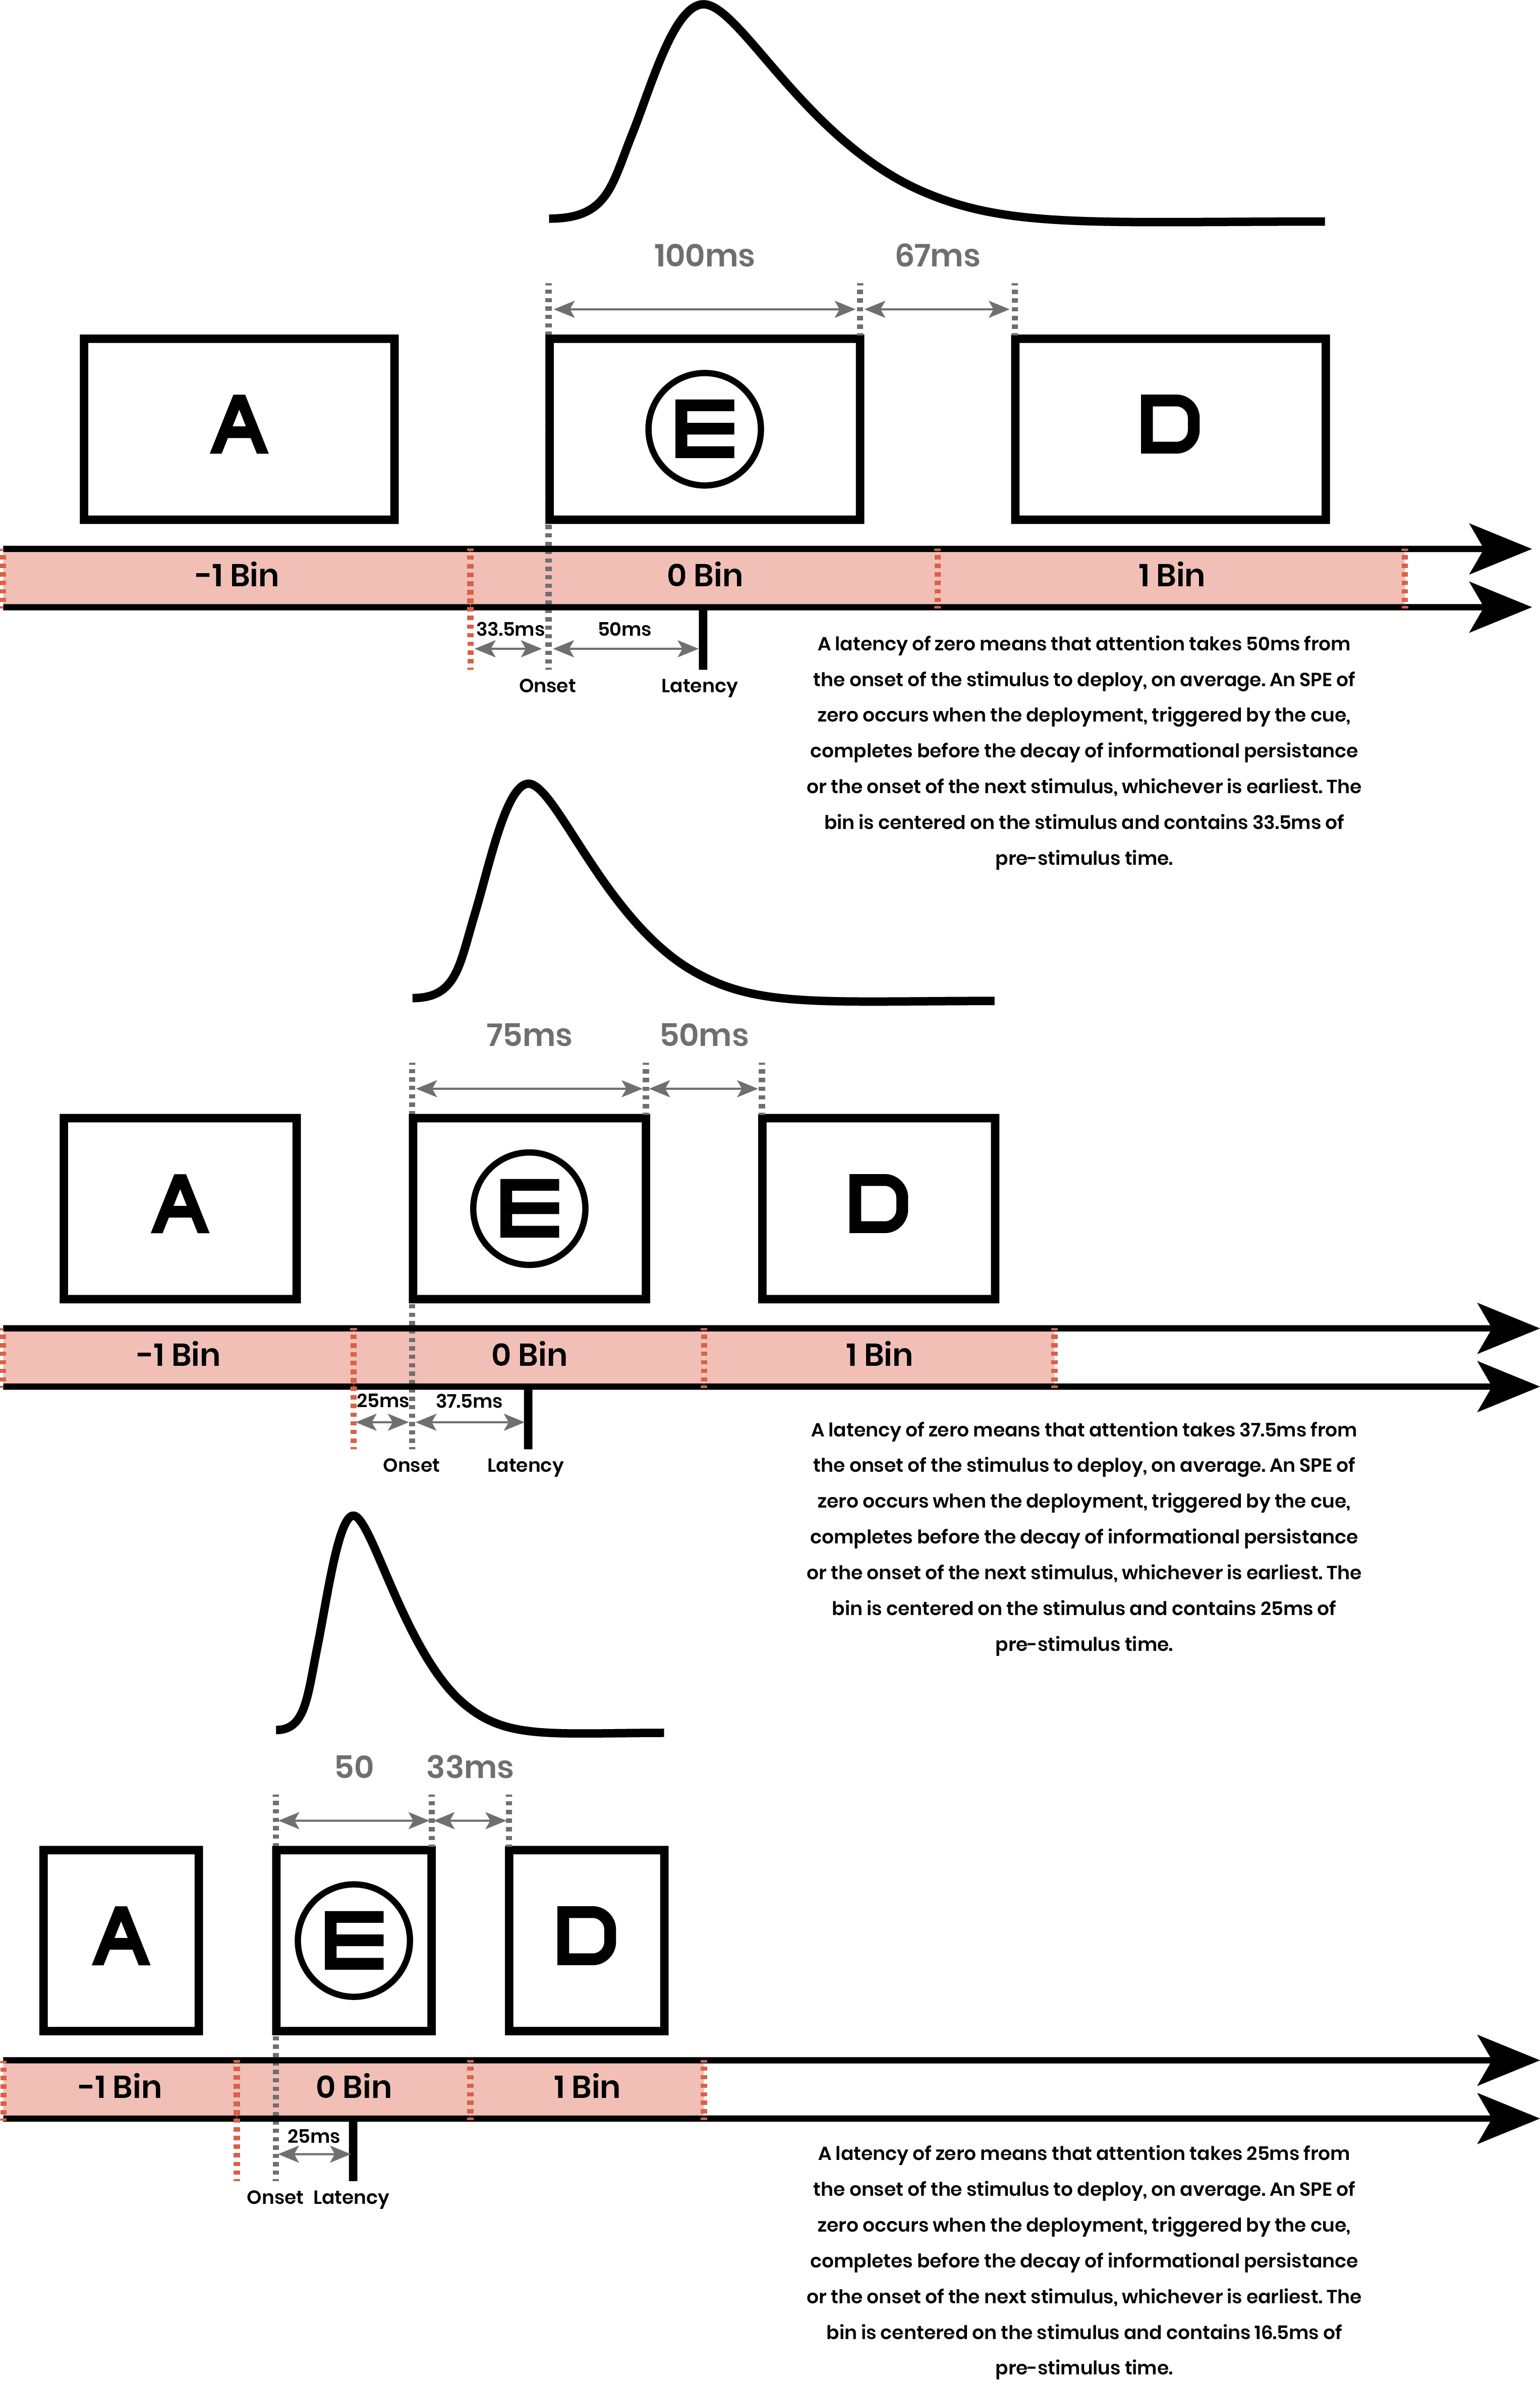 100ms 67ms
A E D
-1 Bin 0 Bin 1 Bin
33.5ms 50ms
Onset Latency
A latency of zero means that attention takes 50ms from
the onset of the stimulus to deploy, on average. An SPE of
zero occurs when the deployment, triggered by the cue,
completes before the decay of informational persistance
or the onset of the next stimulus, whichever is earliest. The
bin is centered on the stimulus and contains 33.5ms of
pre-stimulus time.
75ms 50ms
A E D
-1 Bin 0 Bin 1 Bin
25ms 37.5ms
Onset Latency
A latency of zero means that attention takes 37.5ms from
the onset of the stimulus to deploy, on average. An SPE of
zero occurs when the deployment, triggered by the cue,
completes before the decay of informational persistance
or the onset of the next stimulus, whichever is earliest. The
bin is centered on the stimulus and contains 25ms of
pre-stimulus time.
50 33ms
A E D
-1 Bin 0 Bin 1 Bin
25ms
Onset Latency
A latency of zero means that attention takes 25ms from
the onset of the stimulus to deploy, on average. An SPE of
zero occurs when the deployment, triggered by the cue,
completes before the decay of informational persistance
or the onset of the next stimulus, whichever is earliest. The
bin is centered on the stimulus and contains 16.5ms of
pre-stimulus time.